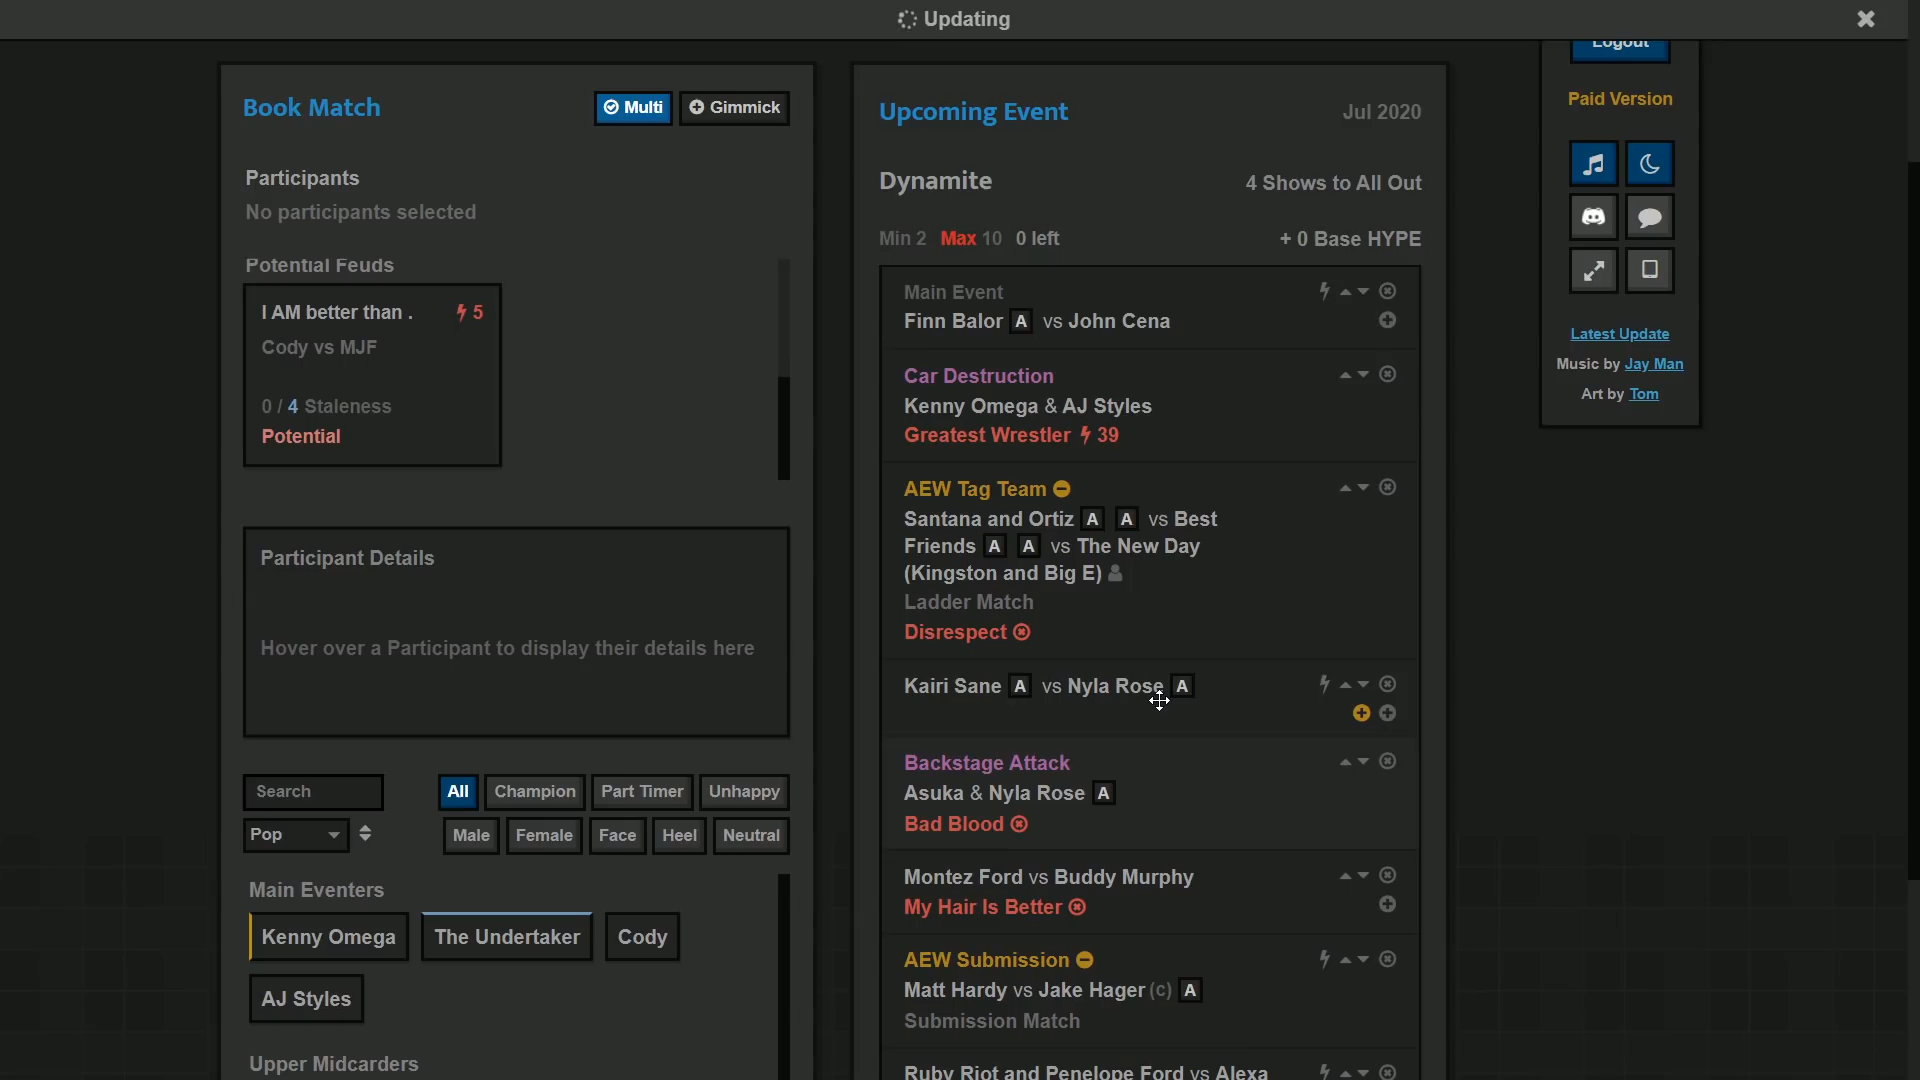 Updating
Logout
Book Match
Multi
Gimmick
Participants
No participants selected
Potential Feuds
I AM better than .
5
Cody vs MJF
0 / 4 Staleness
Potential
Participant Details
Hover over a Participant to display their details here
Search
All
Champion
Part Timer
Unhappy
Pop
Male
Female
Face
Heel
Neutral
Main Eventers
Kenny Omega
The Undertaker
Cody
AJ Styles
Upper Midcarders
Upcoming Event
Jul 2020
Dynamite
4 Shows to All Out
Min 2 Max 10 0 left
+ 0 Base HYPE
Main Event
Finn Balor A vs John Cena
Car Destruction
Kenny Omega & AJ Styles
Greatest Wrestler 39
AEW Tag Team
Santana and Ortiz A A vs Best
Friends A A vs The New Day
(Kingston and Big E)
Ladder Match
Disrespect
Kairi Sane A vs Nyla Rose A
Backstage Attack
Asuka & Nyla Rose A
Bad Blood
Montez Ford vs Buddy Murphy
My Hair Is Better
AEW Submission
Matt Hardy vs Jake Hager (c) A
Submission Match
Ruby Riot and Penelope Ford vs Alexa
Paid Version
Latest Update
Music by Jay Man
Art by Tom